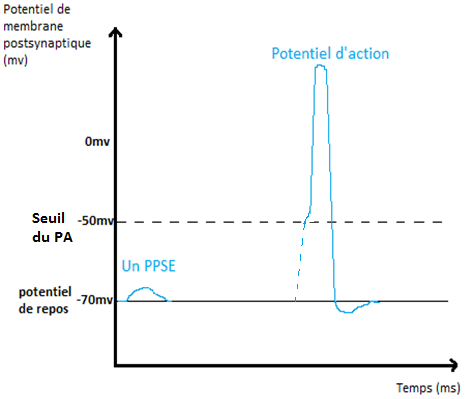 Potentiel de
membrane
postsynaptique
(mv)
Potentiel d'action
0mv
Seuil
du PA
-50mv
Un PPSE
potentiel
de repos
-70mv
Temps (ms)